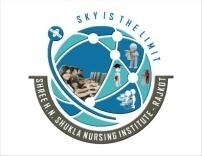 SKY IS THE LIMIT
SHREE H. N. SHUKLA NURSING INSTITUTE - RAJKOT